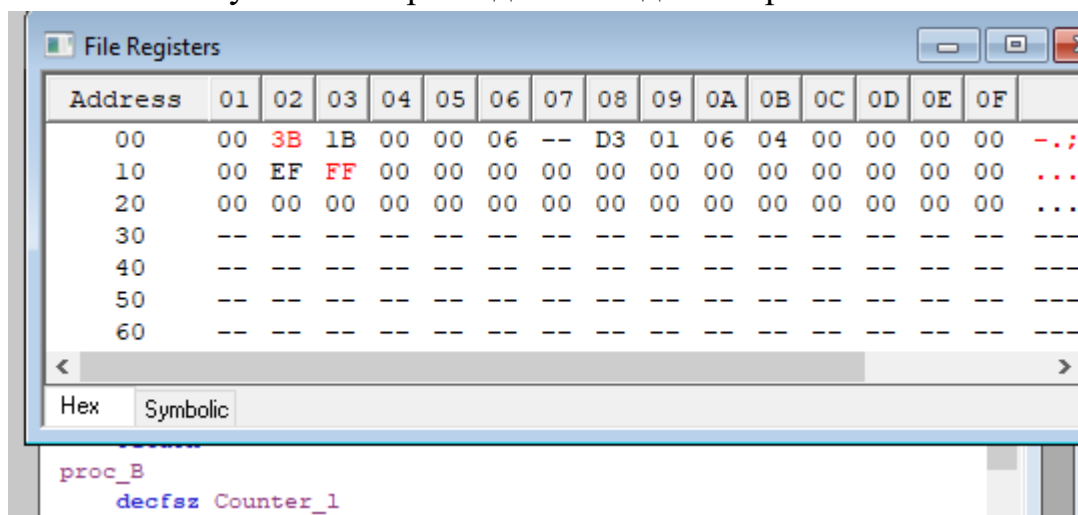 File Registers
Address 01 02 03 04 05 06 07 08 09 0A 0B 0C 0D 0E 0F
00 00 3B 1B 00 00 06 -- D3 01 06 04 00 00 00 00 -.;
10 00 EF FF 00 00 00 00 00 00 00 00 00 00 00 00 ...
20 00 00 00 00 00 00 00 00 00 00 00 00 00 00 00 ...
30 -- -- -- -- -- -- -- -- -- -- -- -- -- -- -- ---
40 -- -- -- -- -- -- -- -- -- -- -- -- -- -- -- ---
50 -- -- -- -- -- -- -- -- -- -- -- -- -- -- -- ---
60 -- -- -- -- -- -- -- -- -- -- -- -- -- -- -- ---
Hex Symbolic
proc_B
decfsz Counter_1